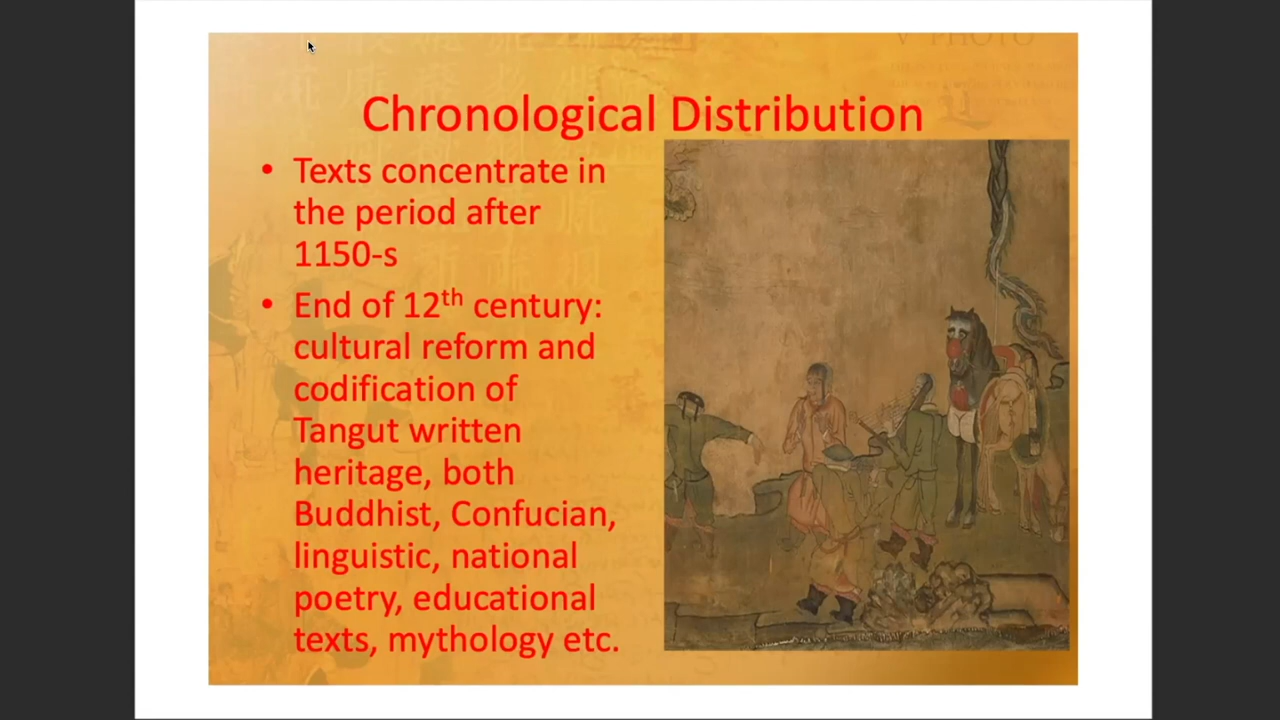 Chronological Distribution
• Texts concentrate in
the period after
1150-s
• End of 12th century:
cultural reform and
codification of
Tangut written
heritage, both
Buddhist, Confucian,
linguistic, national
poetry, educational
texts, mythology etc.